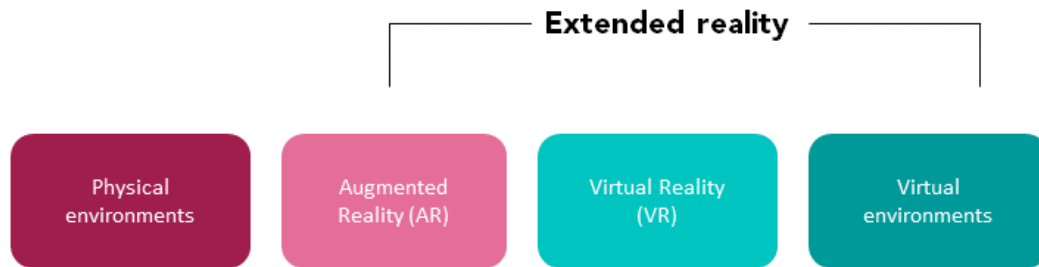 Extended reality
Physical
environments
Augmented
Reality (AR)
Virtual Reality
(VR)
Virtual
environments